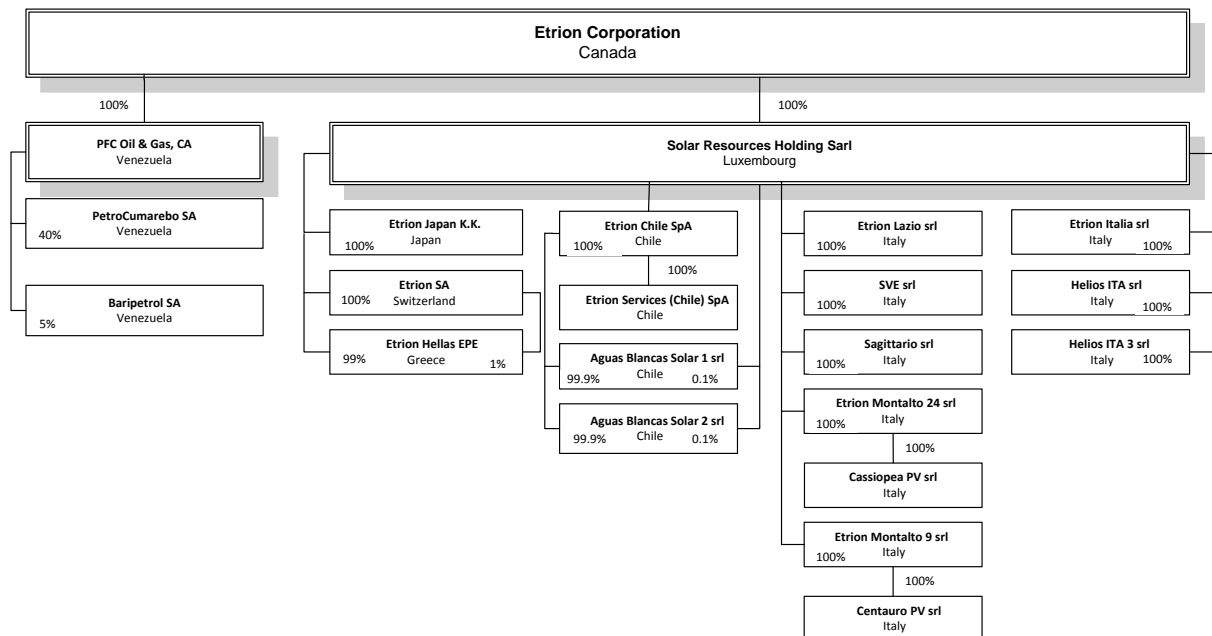 Etrion Corporation
Canada
100%
100%
PFC Oil & Gas, CA
Venezuela
Solar Resources Holding Sarl
Luxembourg
PetroCumarebo SA
40%
Venezuela
Baripetrol SA
5%
Venezuela
Etrion Japan K.K.
100%
Japan
Etrion SA
100%
Switzerland
Etrion Hellas EPE
99%
Greece
1%
Etrion Chile SpA
100%
Chile
100%
Etrion Services (Chile) SpA
Chile
Aguas Blancas Solar 1 srl
99.9%
Chile
0.1%
Aguas Blancas Solar 2 srl
99.9%
Chile
0.1%
Etrion Lazio srl
100%
Italy
SVE srl
100%
Italy
Sagittario srl
100%
Italy
Etrion Montalto 24 srl
100%
Italy
100%
Cassiopea PV srl
Italy
Etrion Montalto 9 srl
100%
Italy
100%
Centauro PV srl
Italy
Etrion Italia srl
Italy
100%
Helios ITA srl
Italy
100%
Helios ITA 3 srl
Italy
100%